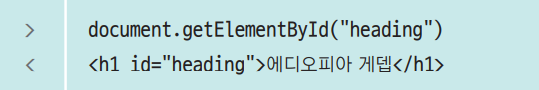 > document.getElementById("heading")
< <h1 id="heading">에디오피아 게뎁</h1>